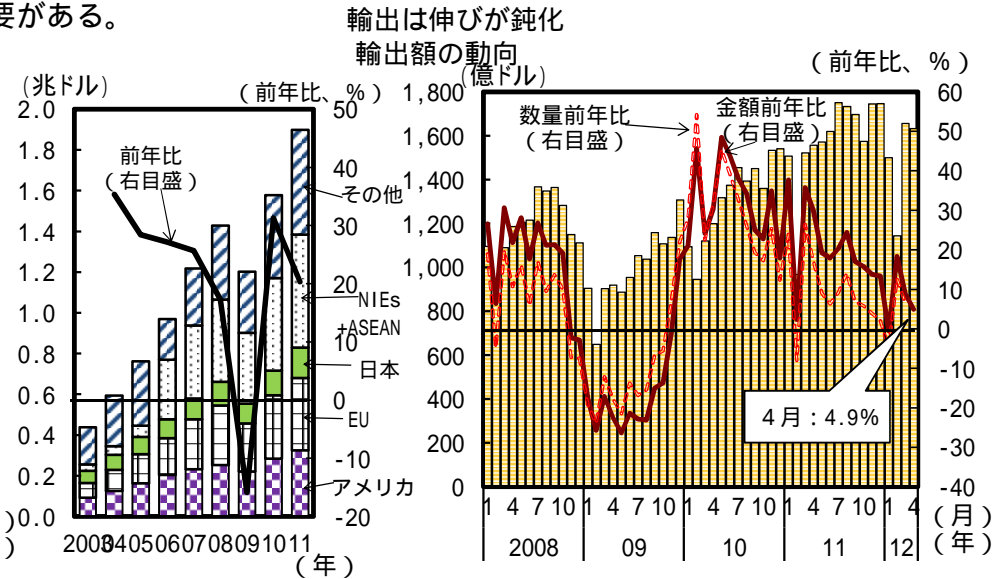 要がある。
輸出は伸びが鈍化
輸出額の動向
(兆ドル)
(前年比、%)
2.0
1.8
1.6
1.4
1.2
1.0
0.8
0.6
0.4
0.2
0.0
50
40
30
20
10
0
-10
-20
前年比
(右目盛)
その他
NIEs
+ASEAN
日本
EU
アメリカ
2003 04 05 06 07 08 09 10 11
(年)
)
)
(億ドル)
(前年比、%)
1,800
1,600
1,400
1,200
1,000
800
600
400
200
0
60
50
40
30
20
10
0
-10
-20
-30
-40
数量前年比
(右目盛)
金額前年比
(右目盛)
4月:4.9%
1 4 7 10 1 4 7 10 1 4 7 10 1 4 7 10 1 4
(月)
2008 09 10 11 12
(年)